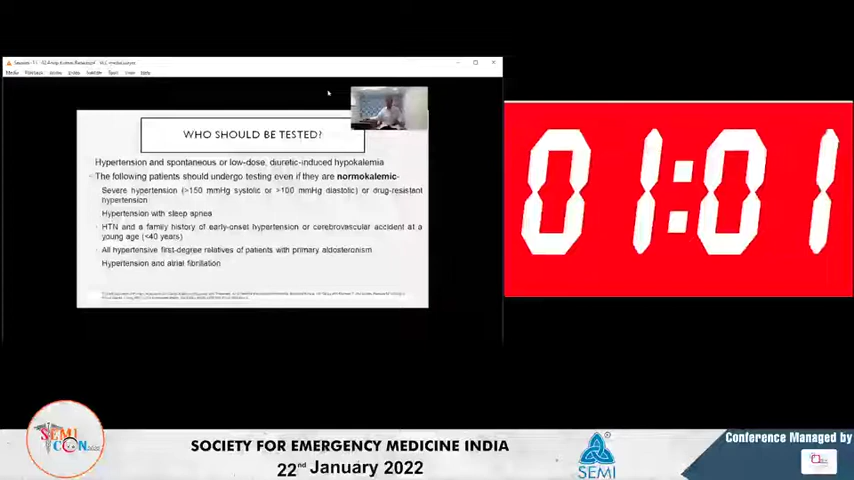 WHO SHOULD BE TESTED?
Hypertension and spontaneous or low-dose, diuretic-induced hypokalemia
The following patients should undergo testing even if they are normokalemic-
Severe hypertension (>150 mmHg systolic or >100 mmHg diastolic) or drug-resistant
hypertension
Hypertension with sleep apnea
HTN and a family history of early-onset hypertension or cerebrovascular accident at a
young age (<40 years)
All hypertensive first-degree relatives of patients with primary aldosteronism
Hypertension and atrial fibrillation
01:01
SEMI
CON
SOCIETY FOR EMERGENCY MEDICINE INDIA
22nd January 2022
SEMI
Conference Managed by